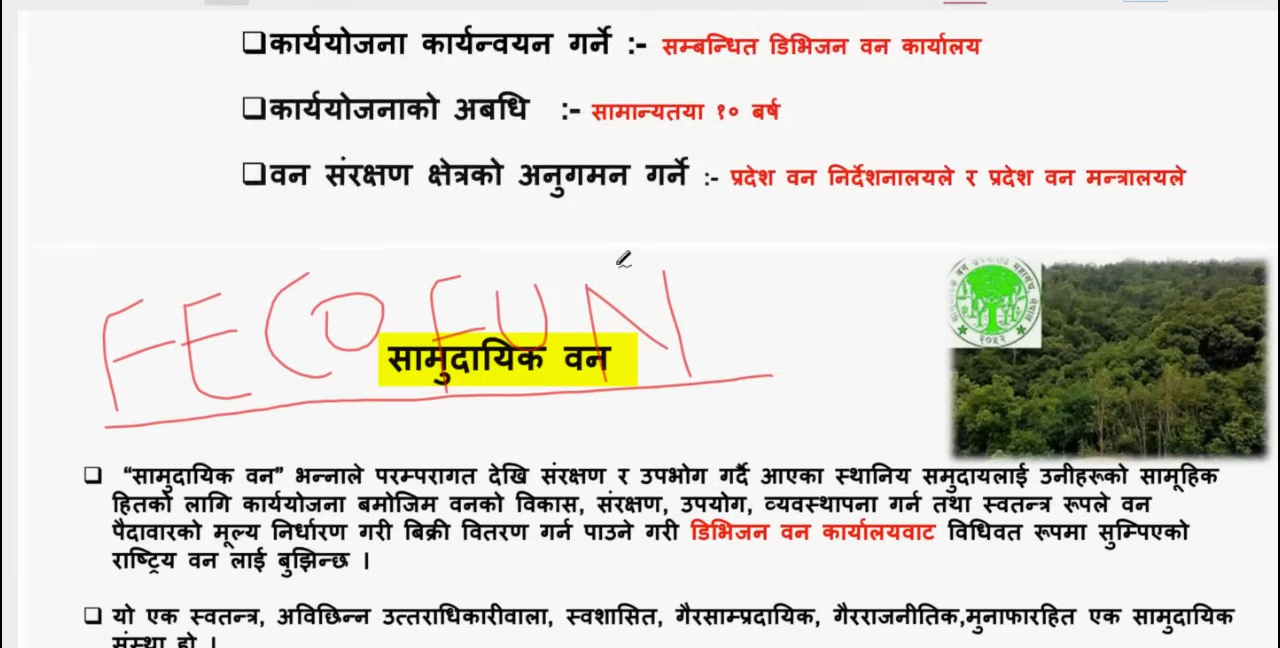 ❑कार्ययोजना कार्यन्वयन गर्ने :- सम्बन्धित डिभिजन वन कार्यालय
❑कार्ययोजनाको अबधि :- सामान्यतया १० बर्ष
❑वन संरक्षण क्षेत्रको अनुगमन गर्ने :- प्रदेश वन निर्देशनालयले र प्रदेश वन मन्त्रालयले
FECOFUN
सामुदायिक वन
२०५२
❑ “सामुदायिक वन” भन्नाले परम्परागत देखि संरक्षण र उपभोग गर्दै आएका स्थानिय समुदायलाई उनीहरूको सामूहिक
हितको लागि कार्ययोजना बमोजिम वनको विकास, संरक्षण, उपयोग, व्यवस्थापना गर्न तथा स्वतन्त्र रूपले वन
पैदावारको मूल्य निर्धारण गरी बिक्री वितरण गर्न पाउने गरी डिभिजन वन कार्यालयवाट विधिवत रूपमा सुम्पिएको
राष्ट्रिय वन लाई बुझिन्छ ।
❑ यो एक स्वतन्त्र, अविछिन्न उत्तराधिकारीवाला, स्वशासित, गैरसाम्प्रदायिक, गैरराजनीतिक,मुनाफारहित एक सामुदायिक
संस्था हो ।